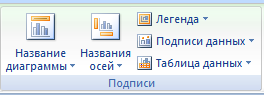 Название
диаграммы
Названия
осей
Легенда
Подписи данных
Таблица данных
Подписи